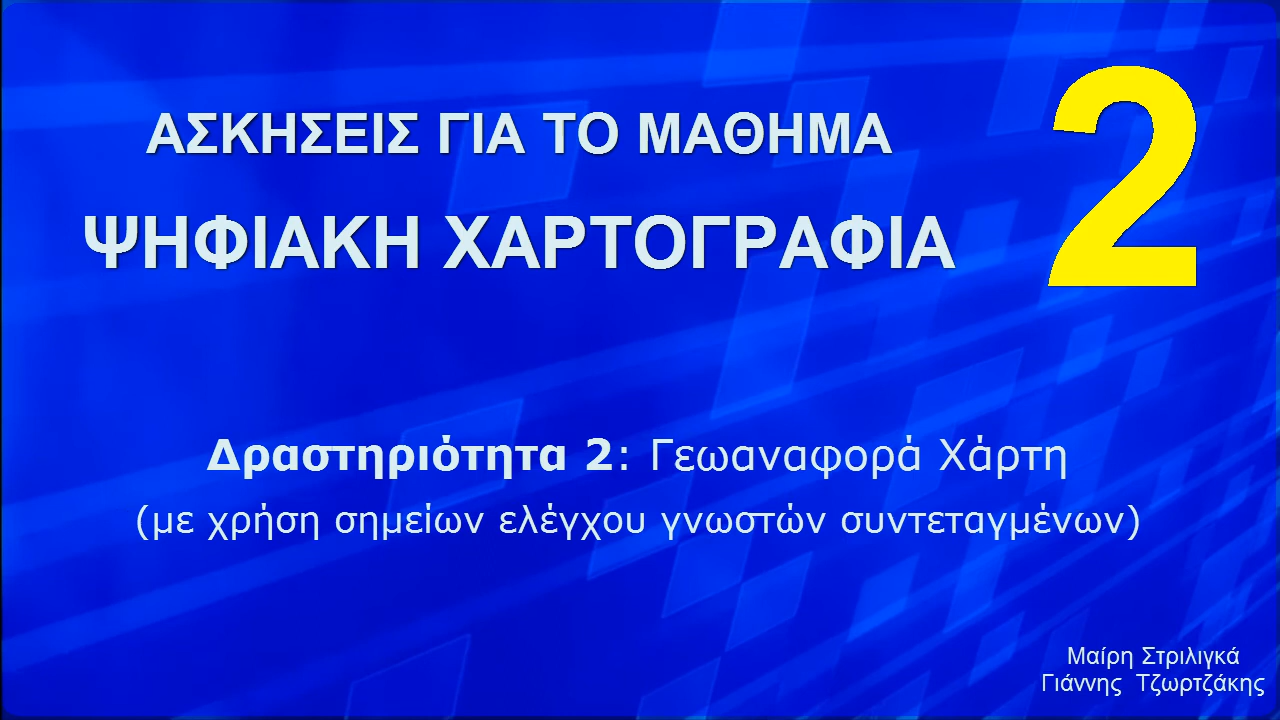 ΑΣΚΗΣΕΙΣ ΓΙΑ ΤΟ ΜΑΘΗΜΑ
ΨΗΦΙΑΚΗ ΧΑΡΤΟΓΡΑΦΙΑ
2
Δραστηριότητα 2: Γεωαναφορά Χάρτη
(με χρήση σημείων ελέγχου γνωστών συντεταγμένων)
Μαίρη Στριλιγκά
Γιάννης Τζωρτζάκης